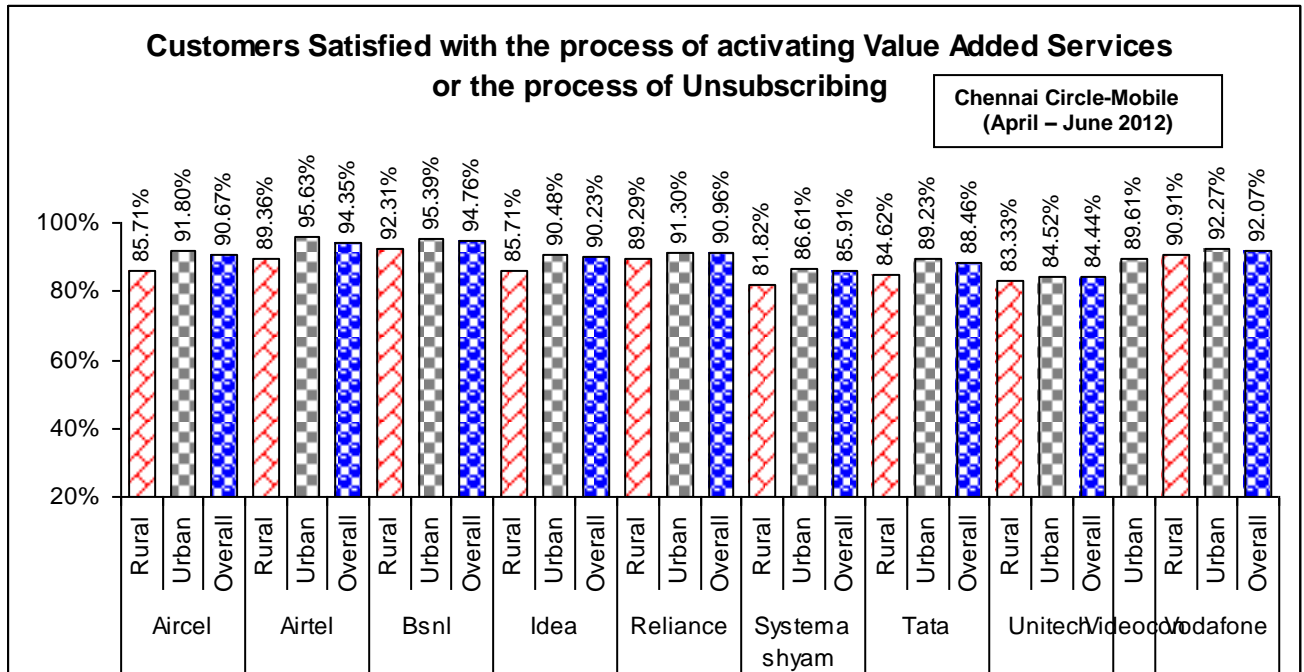 Customers Satisfied with the process of activating Value Added Services
or the process of Unsubscribing
Chennai Circle-Mobile
(April – June 2012)
85.71% 91.80% 90.67% 89.36% 95.63% 94.35% 92.31% 95.39% 94.76% 85.71% 90.48% 90.23% 89.29% 91.30% 90.96% 81.82% 86.61% 85.91% 84.62% 89.23% 88.46% 83.33% 84.52% 84.44% 89.61% 90.91% 92.27% 92.07%
100%
80%
60%
40%
20%
Rural Urban Overall Rural Urban Overall Rural Urban Overall Rural Urban Overall Rural Urban Overall Rural Urban Overall Rural Urban Overall Rural Urban Overall Urban Rural Urban Overall
Aircel Airtel Bsnl Idea Reliance Systema Tata Unitech Videocon Vodafone
shyam